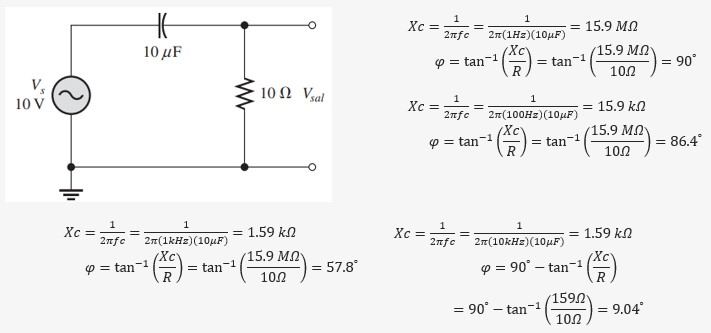 10 μF
V_s
10 V
10 Ω V_sal
Xc = 1/2πfc = 1/2π(1Hz)(10μF) = 15.9 MΩ
φ = tan⁻¹ (Xc/R) = tan⁻¹ (15.9 MΩ/10Ω) = 90°
Xc = 1/2πfc = 1/2π(100Hz)(10μF) = 15.9 kΩ
φ = tan⁻¹ (Xc/R) = tan⁻¹ (15.9 MΩ/10Ω) = 86.4°
Xc = 1/2πfc = 1/2π(1kHz)(10μF) = 1.59 kΩ
φ = tan⁻¹ (Xc/R) = tan⁻¹ (15.9 MΩ/10Ω) = 57.8°
Xc = 1/2πfc = 1/2π(10kHz)(10μF) = 1.59 kΩ
φ = 90° − tan⁻¹ (Xc/R)
= 90° − tan⁻¹ (159Ω/10Ω) = 9.04°